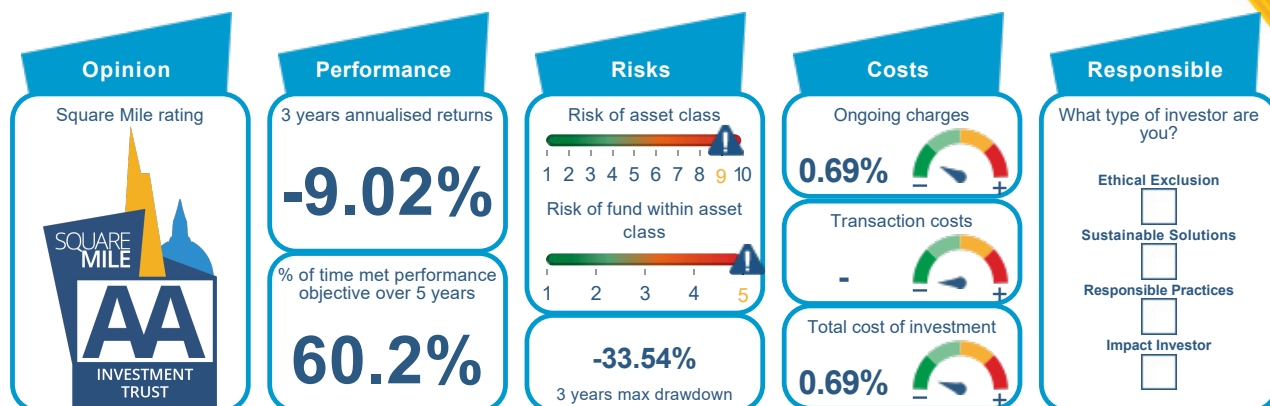 Opinion
Square Mile rating
SQUARE
MILE
AA
INVESTMENT
TRUST
Performance
3 years annualised returns
-9.02%
% of time met performance
objective over 5 years
60.2%
Risks
Risk of asset class
1 2 3 4 5 6 7 8 9 10
Risk of fund within asset
class
1 2 3 4 5
-33.54%
3 years max drawdown
Costs
Ongoing charges
0.69%
Transaction costs
-
Total cost of investment
0.69%
Responsible
What type of investor are
you?
Ethical Exclusion
Sustainable Solutions
Responsible Practices
Impact Investor